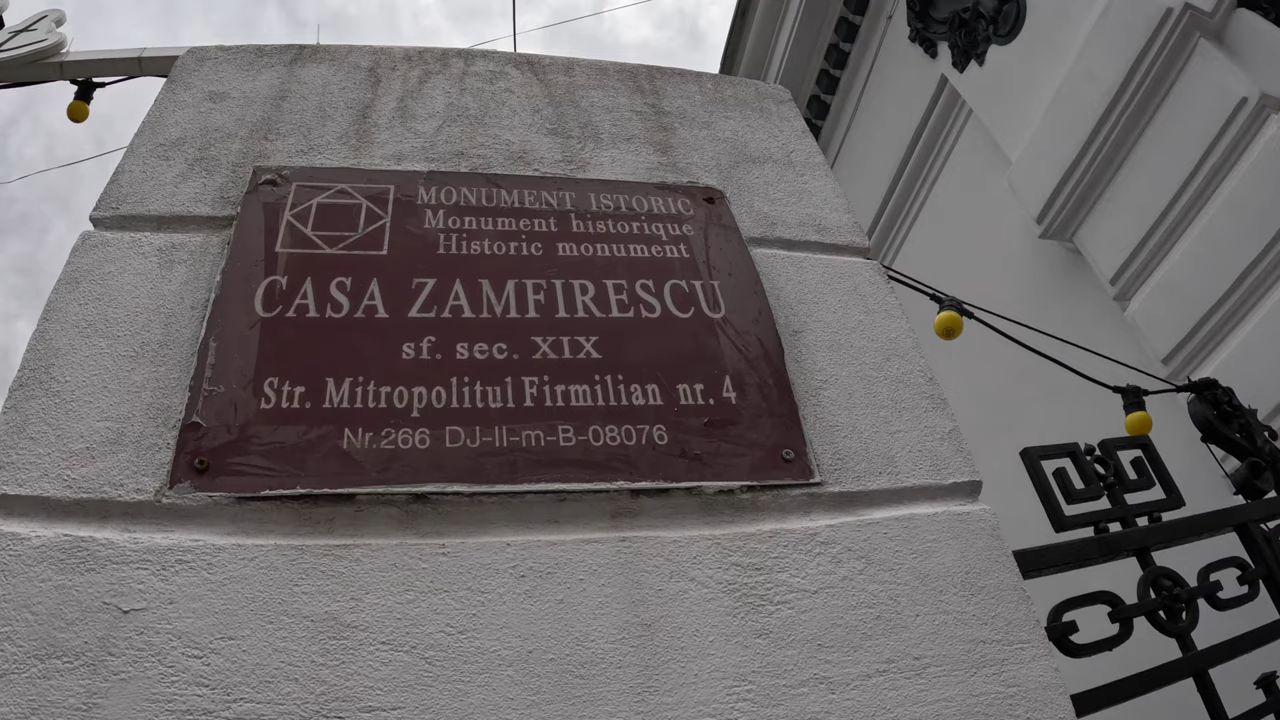 MONUMENT ISTORIC
Monument historique
Historic monument
CASA ZAMFIRESCU
sf. sec. XIX
Str. Mitropolitul Firmilian nr. 4
Nr.266 DJ-II-m-B-08076